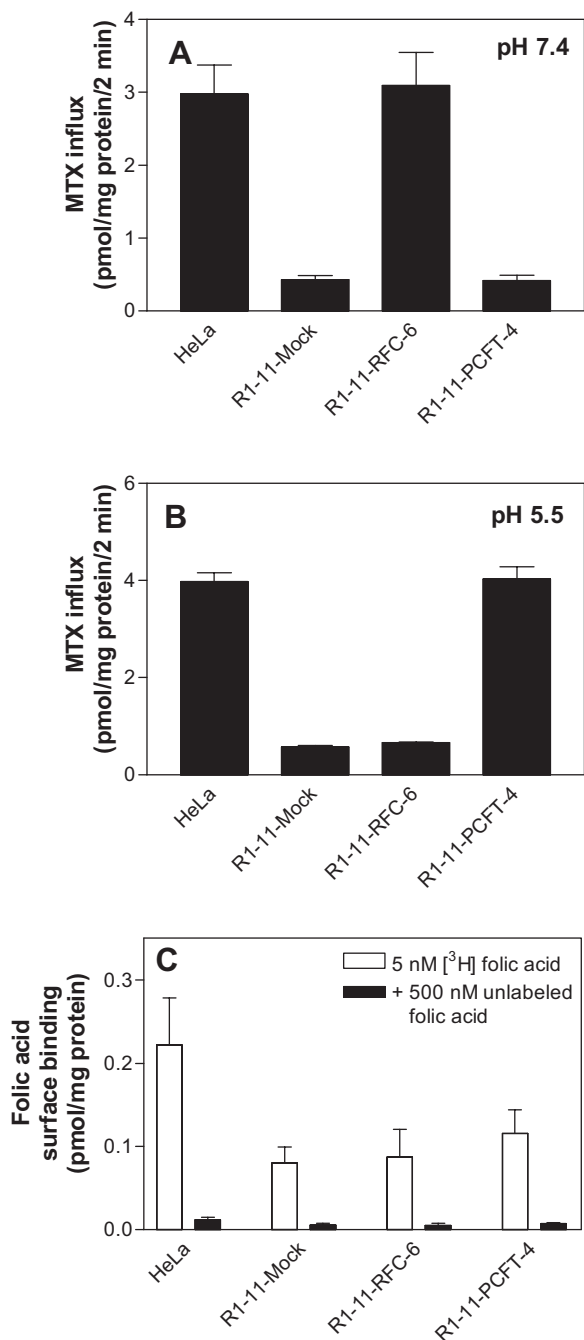 A
pH 7.4
MTX influx
(pmol/mg protein/2 min)
4
3
2
1
0
HeLa
R1-11-Mock
R1-11-RFC-6
R1-11-PCFT-4
B
pH 5.5
MTX influx
(pmol/mg protein/2 min)
6
4
2
0
HeLa
R1-11-Mock
R1-11-RFC-6
R1-11-PCFT-4
C
5 nM [³H] folic acid
+ 500 nM unlabeled
folic acid
Folic acid
surface binding
(pmol/mg protein)
0.3
0.2
0.1
0.0
HeLa
R1-11-Mock
R1-11-RFC-6
R1-11-PCFT-4